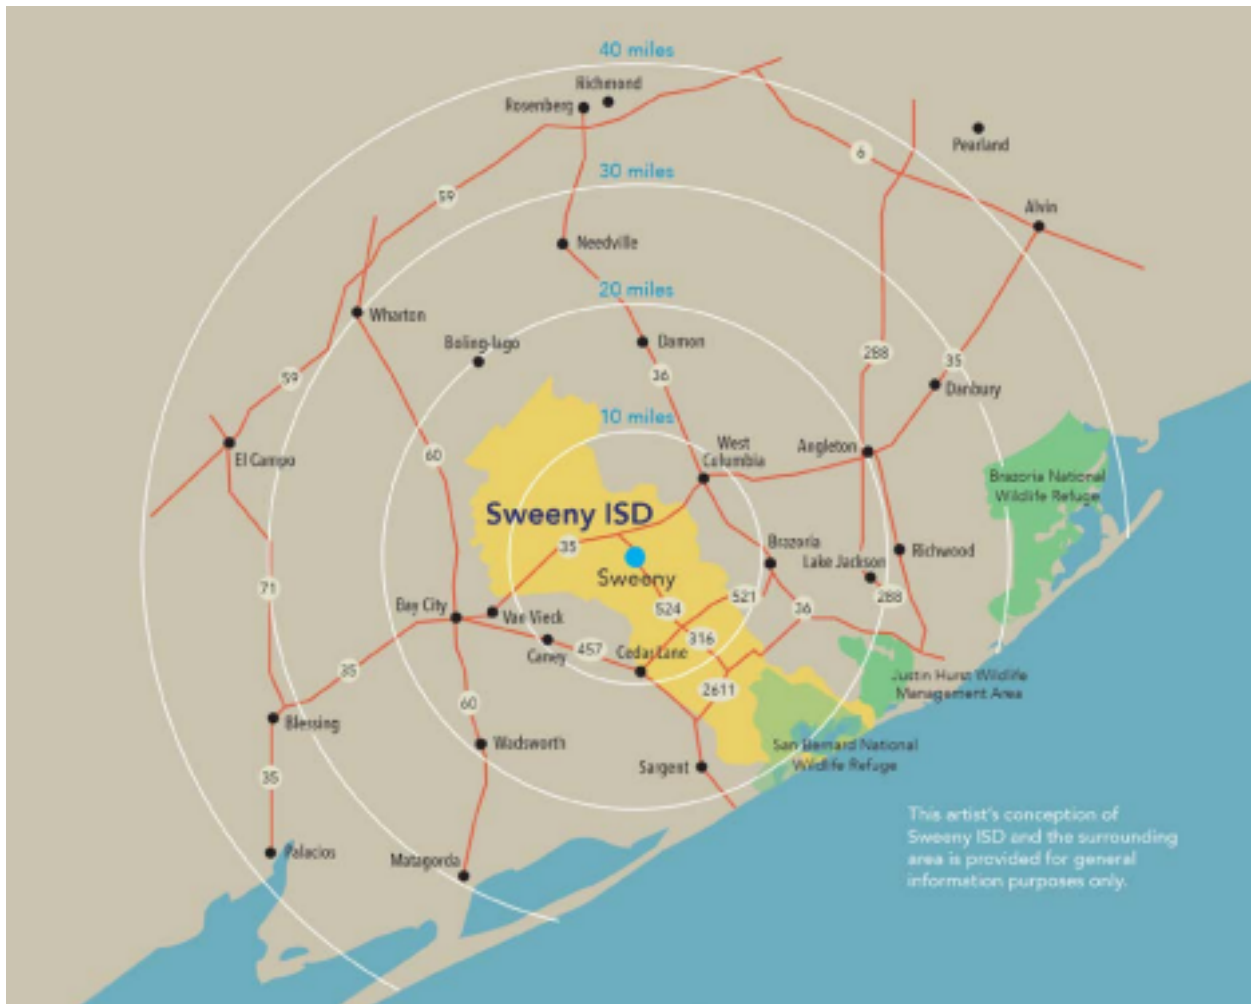 40 miles
Richmond
Rosenberg
Pearland
6
30 miles
59
Alvin
Needville
20 miles
Wharton
Boling-Iago
Damon
288
35
59
36
Danbury
10 miles
West
Columbia
Angleton
El Campo
60
Brazoria National
Wildlife Refuge
Sweeny ISD
35
Brazoria
Richwood
Lake Jackson
Sweeny
71
521
288
Bay City
Van Vleck
524
36
316
457
Cedar Lane
Caney
35
2611
Justin Hurst Wildlife
Management Area
60
Blessing
Wadsworth
San Bernard National
Wildlife Refuge
Sargent
35
This artist's conception of
Sweeny ISD and the surrounding
area is provided for general
information purposes only.
Palacios
Matagorda